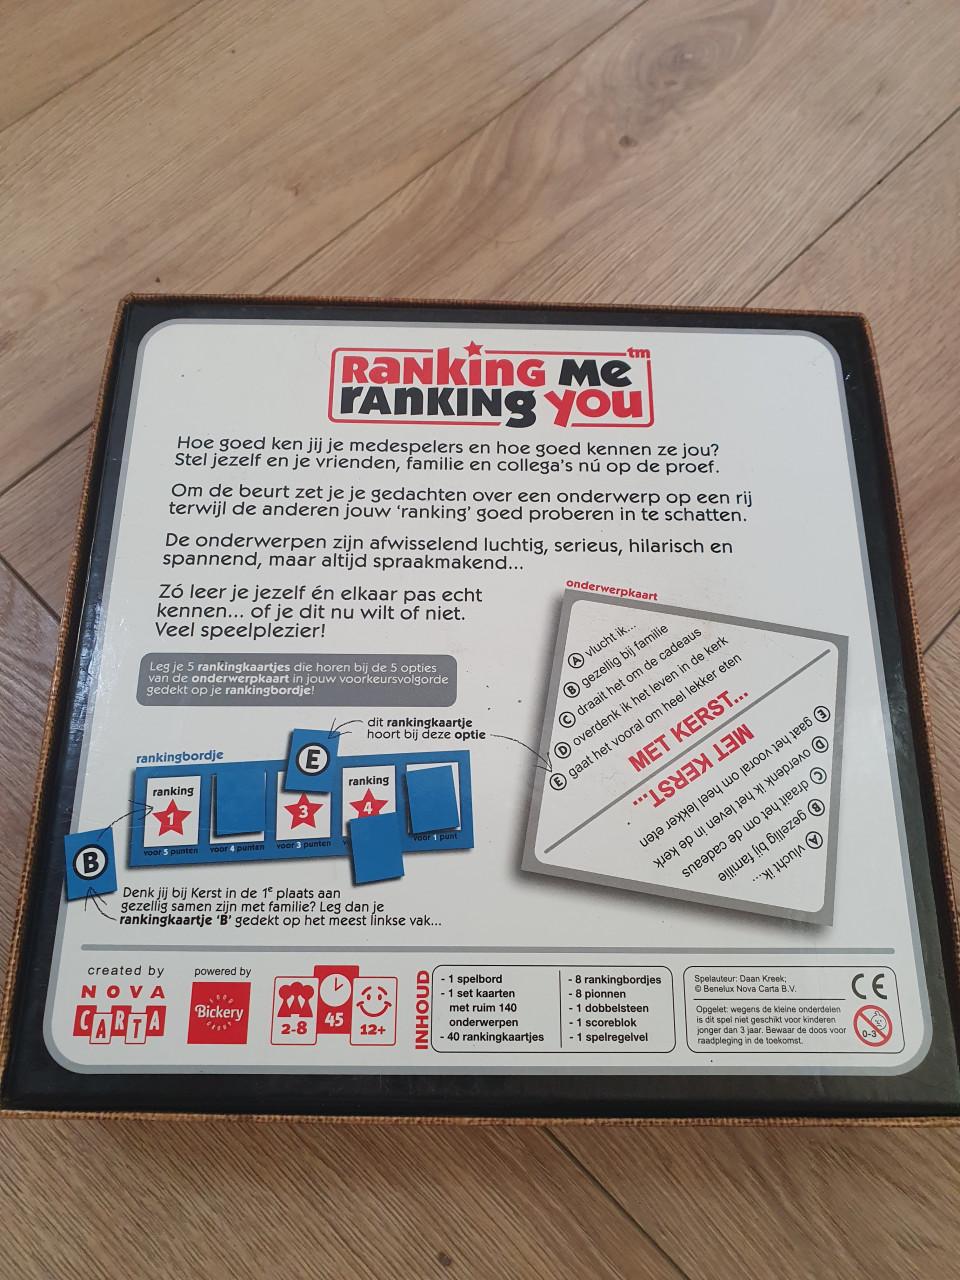 Ranking Me™
ranking you
Hoe goed ken jij je medespelers en hoe goed kennen ze jou?
Stel jezelf en je vrienden, familie en collega's nú op de proef.
Om de beurt zet je je gedachten over een onderwerp op een rij
terwijl de anderen jouw 'ranking' goed proberen in te schatten.
De onderwerpen zijn afwisselend luchtig, serieus, hilarisch en
spannend, maar altijd spraakmakend...
Zó leer je jezelf én elkaar pas echt
kennen... of je dit nu wilt of niet.
Veel speelplezier!
Leg je 5 rankingkaartjes die horen bij de 5 opties
van de onderwerpkaart in jouw voorkeursvolgorde
gedekt op je rankingbordje!
dit rankingkaartje
hoort bij deze optie
rankingbordje
E
ranking
1
3
ranking
4
voor 5 punten
voor 4 punten
voor 3 punten
voor 1 punt
B
Denk jij bij Kerst in de 1e plaats aan
gezellig samen zijn met familie? Leg dan je
rankingkaartje 'B' gedekt op het meest linkse vak...
onderwerpkaart
A vlucht ik...
B gezellig bij familie
C draait het om de cadeaus
D overdenk ik het leven in de kerk
E gaat het vooral om heel lekker eten
MET KERST...
MET KERST...
E gaat het vooral om heel lekker eten
D overdenk ik het leven in de kerk
C draait het om de cadeaus
B gezellig bij familie
A vlucht ik...
created by
NOVA
CARTA
powered by
FOOD
Bickery
GROUP
2-8
45
12+
INHOUD
- 1 spelbord
- 1 set kaarten
met ruim 140
onderwerpen
- 40 rankingkaartjes
- 8 rankingbordjes
- 8 pionnen
- 1 dobbelsteen
- 1 scoreblok
- 1 spelregelvel
Spelauteur: Daan Kreek;
© Benelux Nova Carta B.V.
CE
Opgelet: wegens de kleine onderdelen
is dit spel niet geschikt voor kinderen
jonger dan 3 jaar. Bewaar de doos voor
raadpleging in de toekomst.
0-3